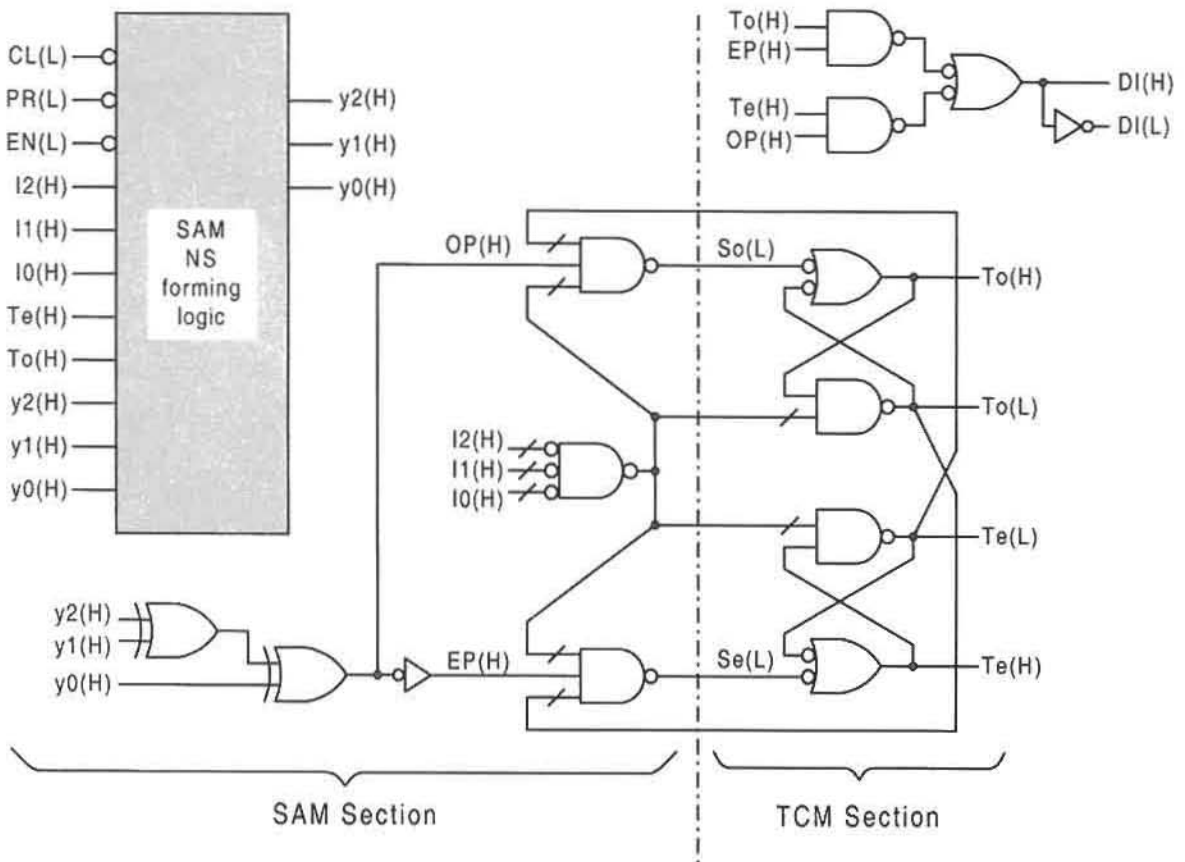 CL(L)
PR(L)
EN(L)
I2(H)
I1(H)
I0(H)
Te(H)
To(H)
y2(H)
y1(H)
y0(H)
SAM
NS
forming
logic
y2(H)
y1(H)
y0(H)
To(H)
EP(H)
Te(H)
OP(H)
DI(H)
DI(L)
OP(H)
So(L)
To(H)
To(L)
I2(H)
I1(H)
I0(H)
Te(L)
y2(H)
y1(H)
y0(H)
EP(H)
Se(L)
Te(H)
SAM Section
TCM Section